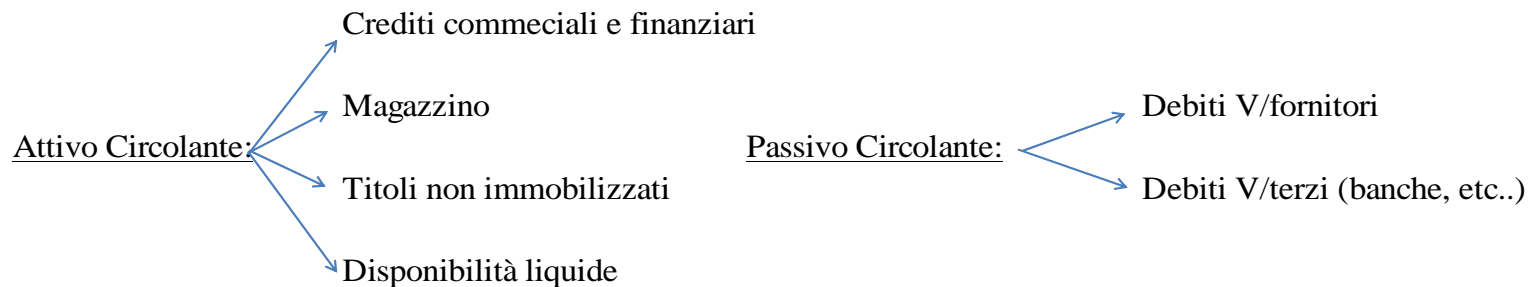 Crediti commeciali e finanziari
Magazzino
Attivo Circolante:
Titoli non immobilizzati
Disponibilità liquide
Debiti V/fornitori
Passivo Circolante:
Debiti V/terzi (banche, etc..)